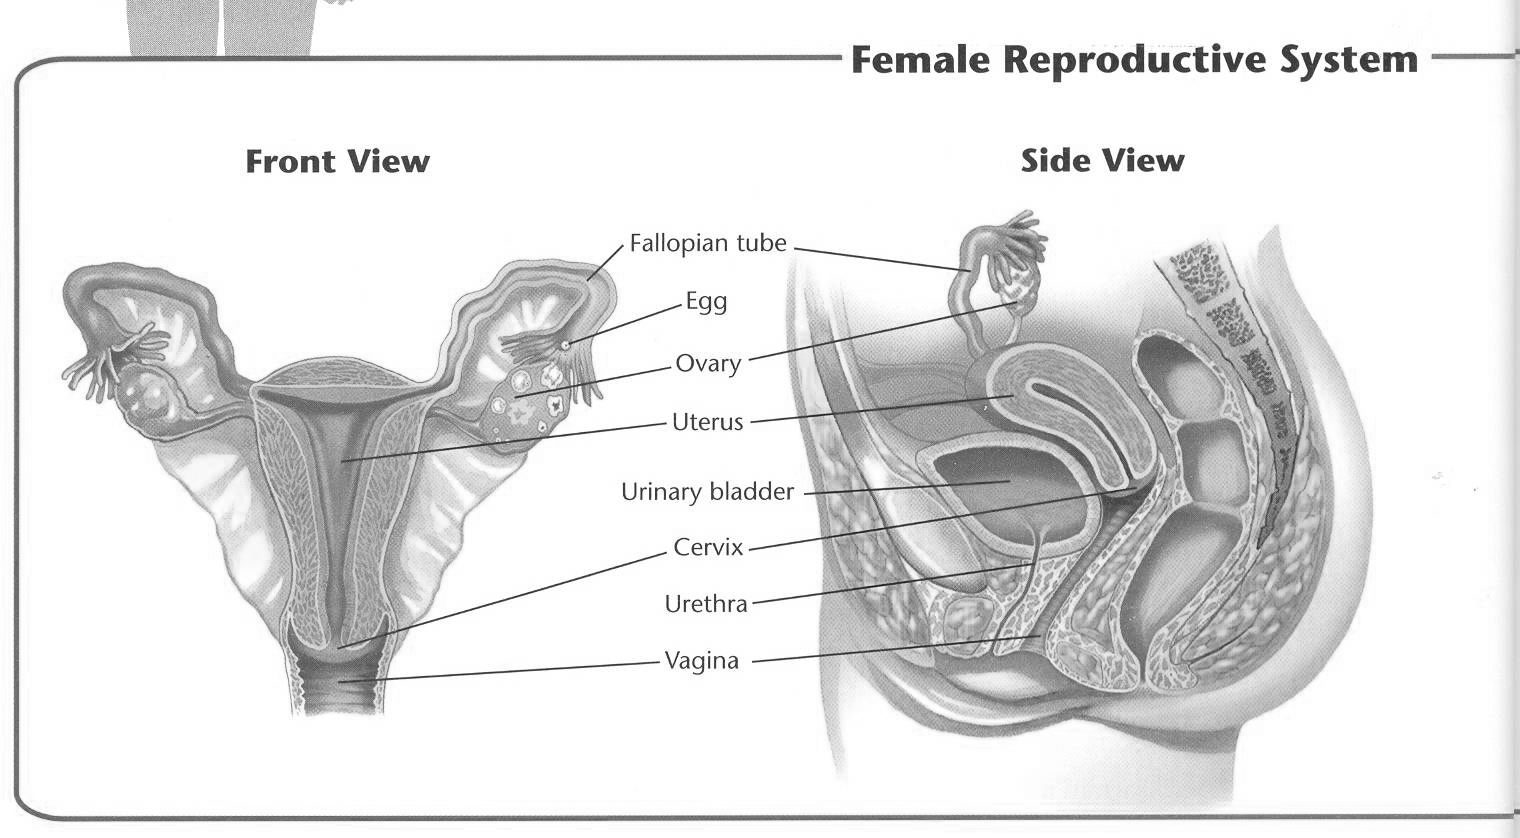 Female Reproductive System
Front View
Side View
Fallopian tube
Egg
Ovary
Uterus
Urinary bladder
Cervix
Urethra
Vagina